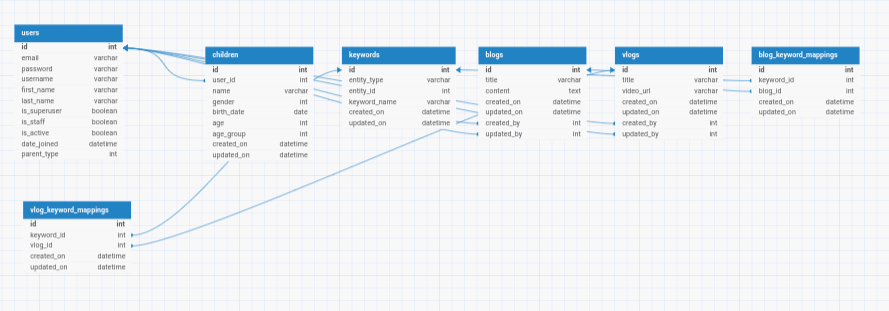 users
id int
email varchar
password varchar
username varchar
first_name varchar
last_name varchar
is_superuser boolean
is_staff boolean
is_active boolean
date_joined datetime
parent_type int
children
id int
user_id int
name varchar
gender int
birth_date date
age int
age_group int
created_on datetime
updated_on datetime
keywords
id int
entity_type varchar
entity_id int
keyword_name varchar
created_on datetime
updated_on datetime
blogs
id int
title varchar
content text
created_on datetime
updated_on datetime
created_by int
updated_by int
vlogs
id int
title varchar
video_url varchar
created_on datetime
updated_on datetime
created_by int
updated_by int
blog_keyword_mappings
id int
keyword_id int
blog_id int
created_on datetime
updated_on datetime
vlog_keyword_mappings
id int
keyword_id int
vlog_id int
created_on datetime
updated_on datetime